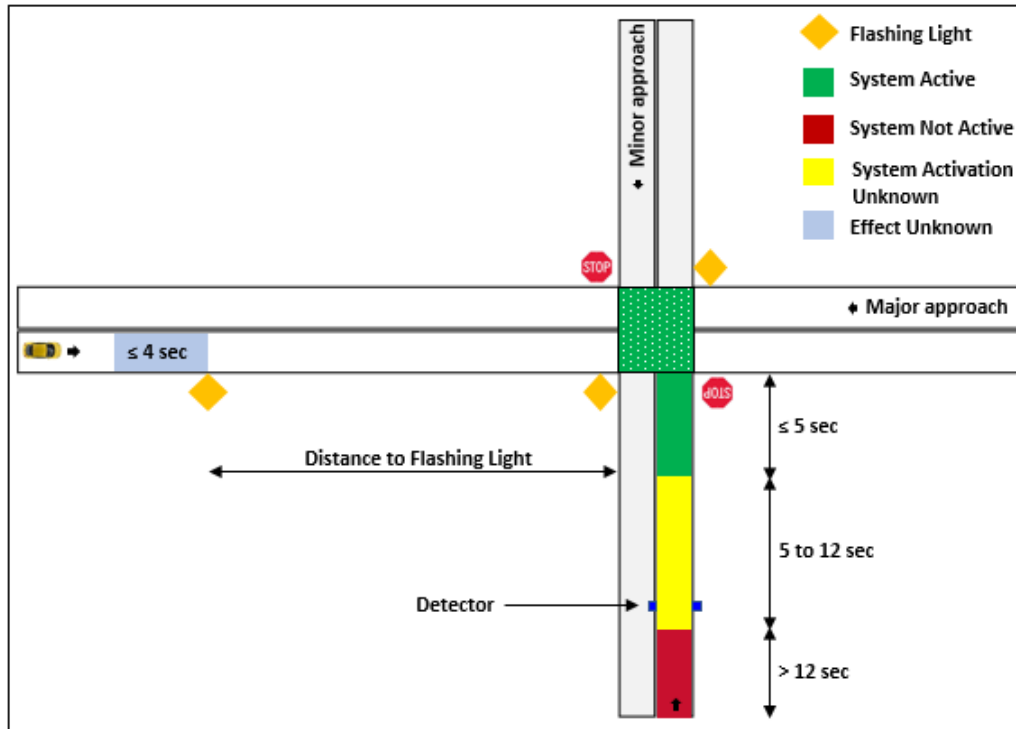 Flashing Light
System Active
System Not Active
System Activation
Unknown
Effect Unknown
Minor approach
STOP
Major approach
≤ 4 sec
STOP
≤ 5 sec
Distance to Flashing Light
5 to 12 sec
Detector
> 12 sec